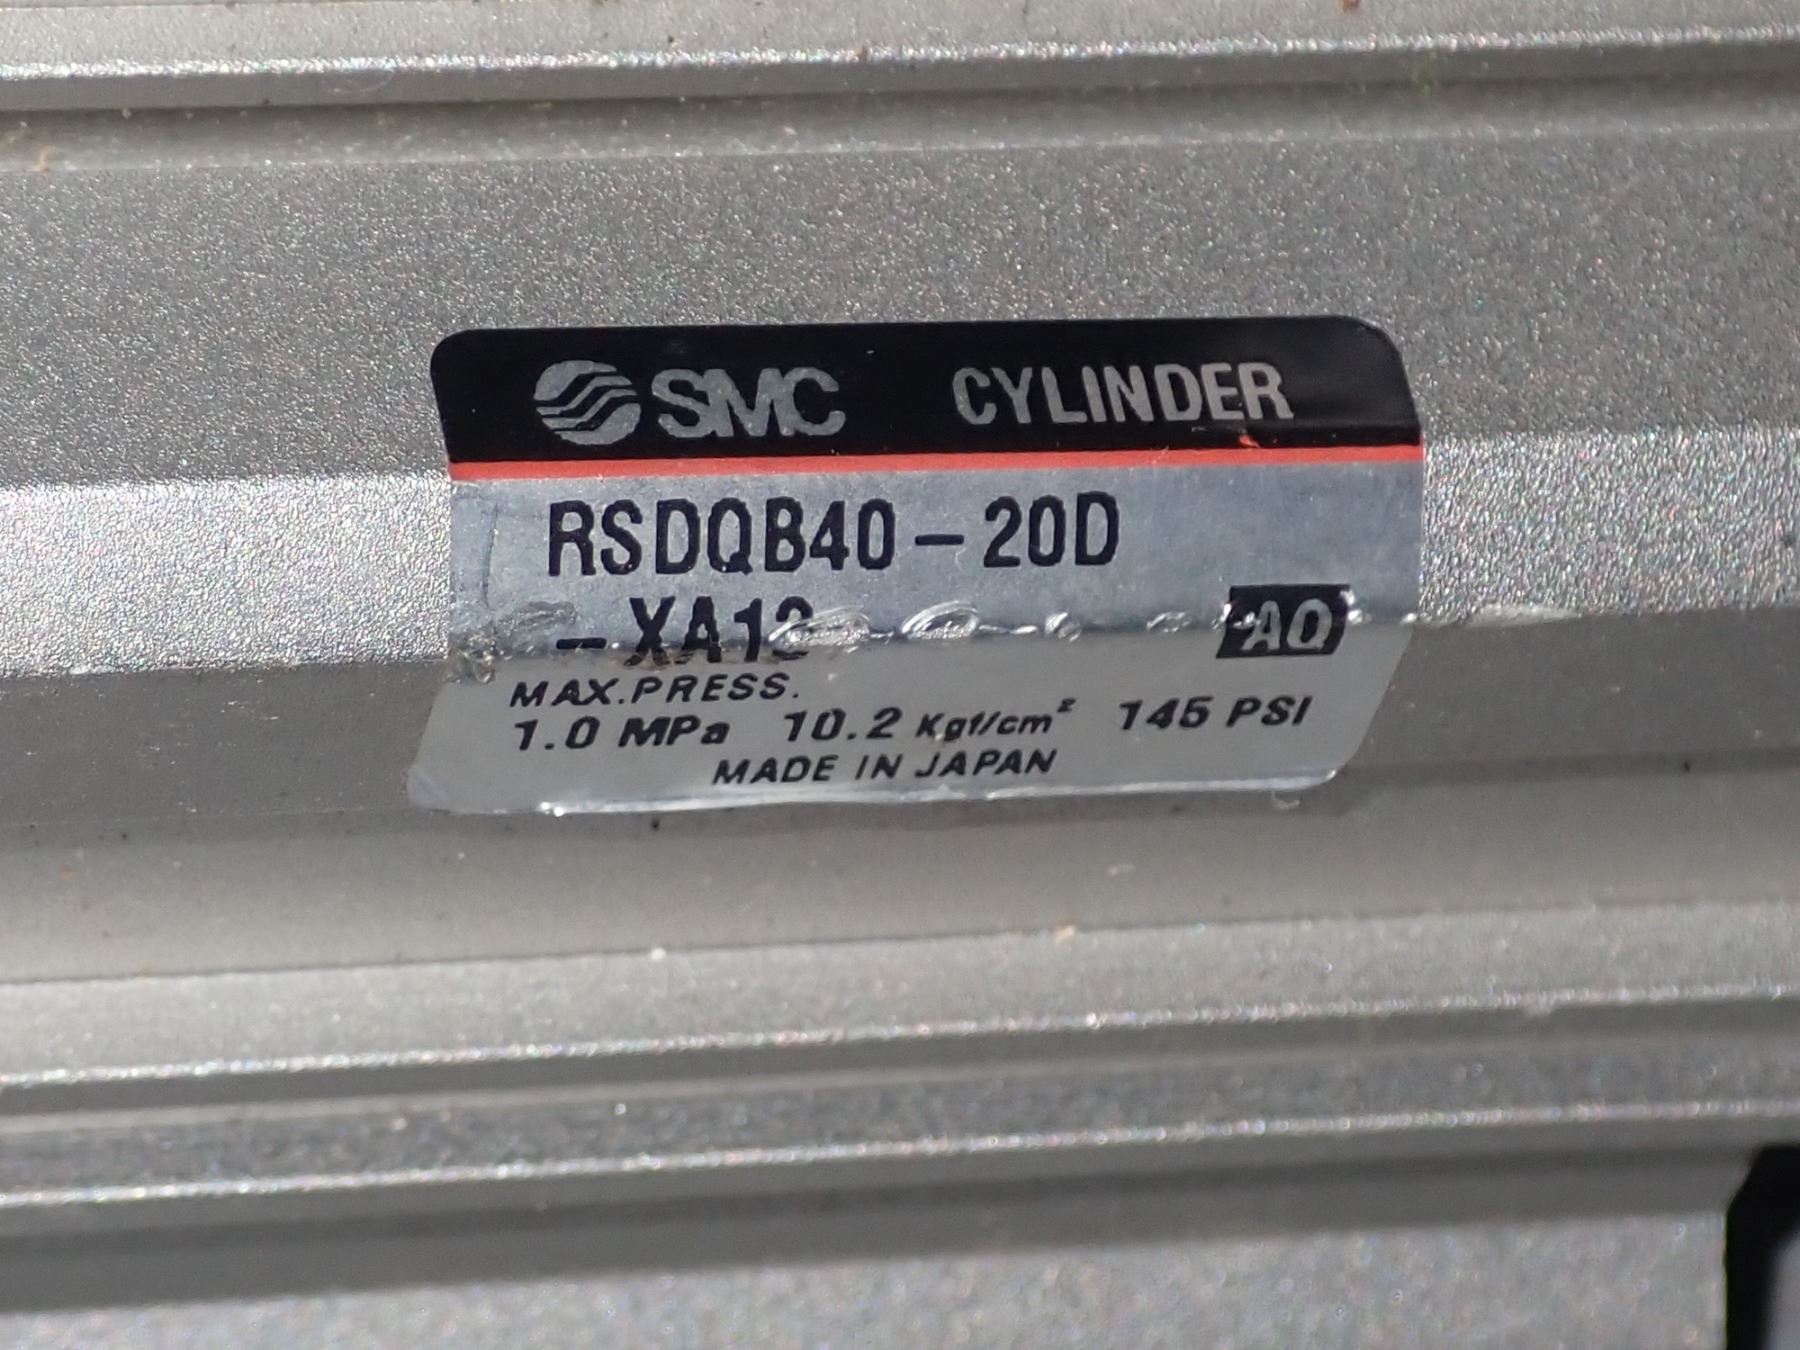 SMC CYLINDER
RSDQB40-20D
AQ
MAX.PRESS.
1.0 MPa 10.2 Kgf/cm² 145 PSI
MADE IN JAPAN